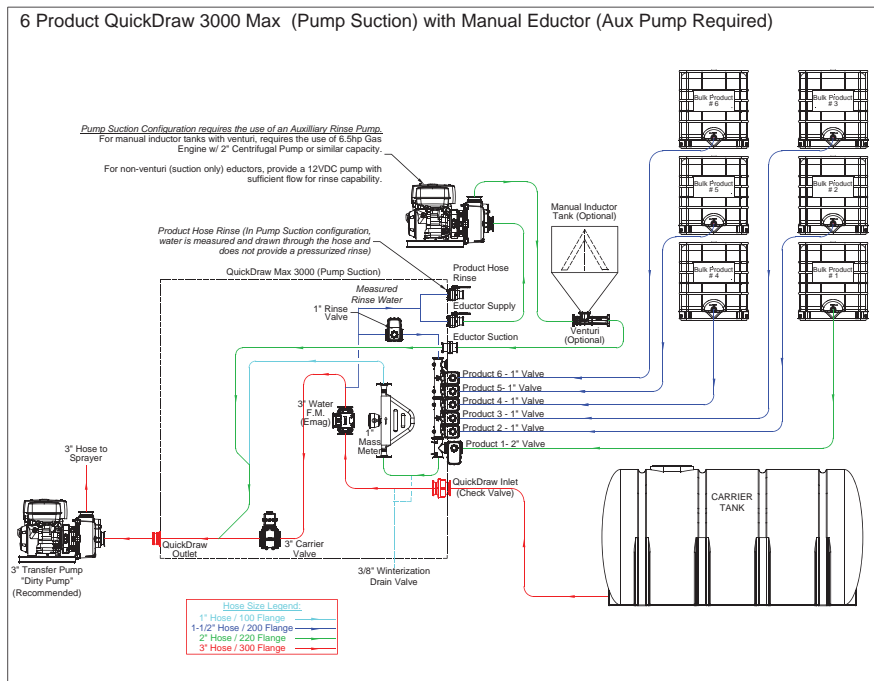 6 Product QuickDraw 3000 Max (Pump Suction) with Manual Eductor (Aux Pump Required)
Pump Suction Configuration requires the use of an Auxilliary Rinse Pump.
For manual inductor tanks with venturi, requires the use of 6.5hp Gas
Engine w/ 2" Centrifugal Pump or similar capacity.
For non-venturi (suction only) eductors, provide a 12VDC pump with
sufficient flow for rinse capability.
Bulk Product
# 6
Bulk Product
# 3
Bulk Product
# 5
Bulk Product
# 2
Bulk Product
# 4
Bulk Product
# 1
Manual Inductor
Tank (Optional)
Product Hose Rinse (In Pump Suction configuration,
water is measured and drawn through the hose and
does not provide a pressurized rinse)
QuickDraw Max 3000 (Pump Suction)
Product Hose
Rinse
Measured
Rinse Water
1" Rinse
Valve
Eductor Supply
Eductor Suction
Venturi
(Optional)
Product 6 - 1" Valve
Product 5- 1" Valve
Product 4 - 1" Valve
Product 3 - 1" Valve
Product 2 - 1" Valve
Product 1- 2" Valve
3" Water
F.M.
(Emag)
1"
Mass
Meter
3" Hose to
Sprayer
QuickDraw Inlet
(Check Valve)
CARRIER
TANK
QuickDraw
Outlet
3" Carrier
Valve
3/8" Winterization
Drain Valve
3" Transfer Pump
"Dirty Pump"
(Recommended)
Hose Size Legend:
1" Hose / 100 Flange
1-1/2" Hose / 200 Flange
2" Hose / 220 Flange
3" Hose / 300 Flange